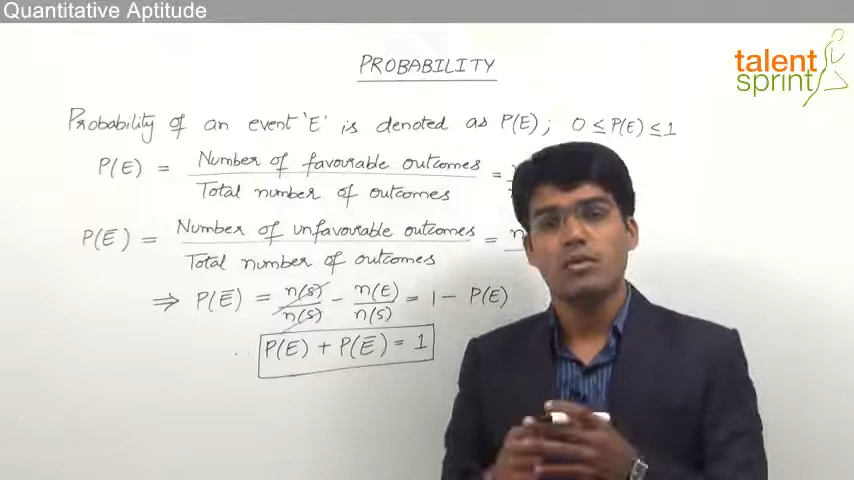 Quantitative Aptitude
talent
sprint
PROBABILITY
Probability of an event 'E' is denoted as P(E); 0 ≤ P(E) ≤ 1
P(E) = Number of favourable outcomes / Total number of outcomes =
P(E̅) = Number of unfavourable outcomes / Total number of outcomes = n
⇒ P(E̅) = n(S)/n(S) - n(E)/n(S) = 1 - P(E)
P(E) + P(E̅) = 1